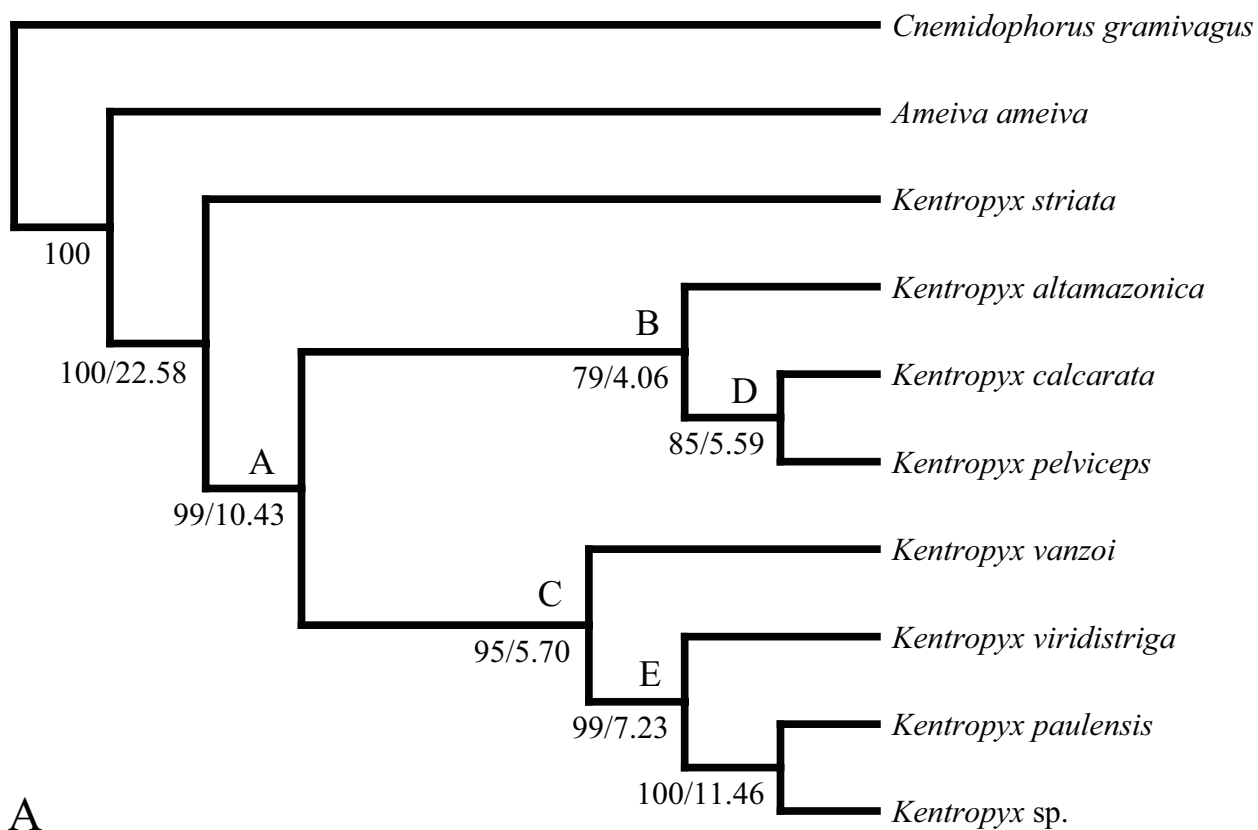 Cnemidophorus gramivagus
Ameiva ameiva
Kentropyx striata
100
Kentropyx altamazonica
B
100/22.58
79/4.06
Kentropyx calcarata
D
85/5.59
Kentropyx pelviceps
A
99/10.43
Kentropyx vanzoi
C
95/5.70
Kentropyx viridistriga
E
99/7.23
Kentropyx paulensis
100/11.46
Kentropyx sp.
A